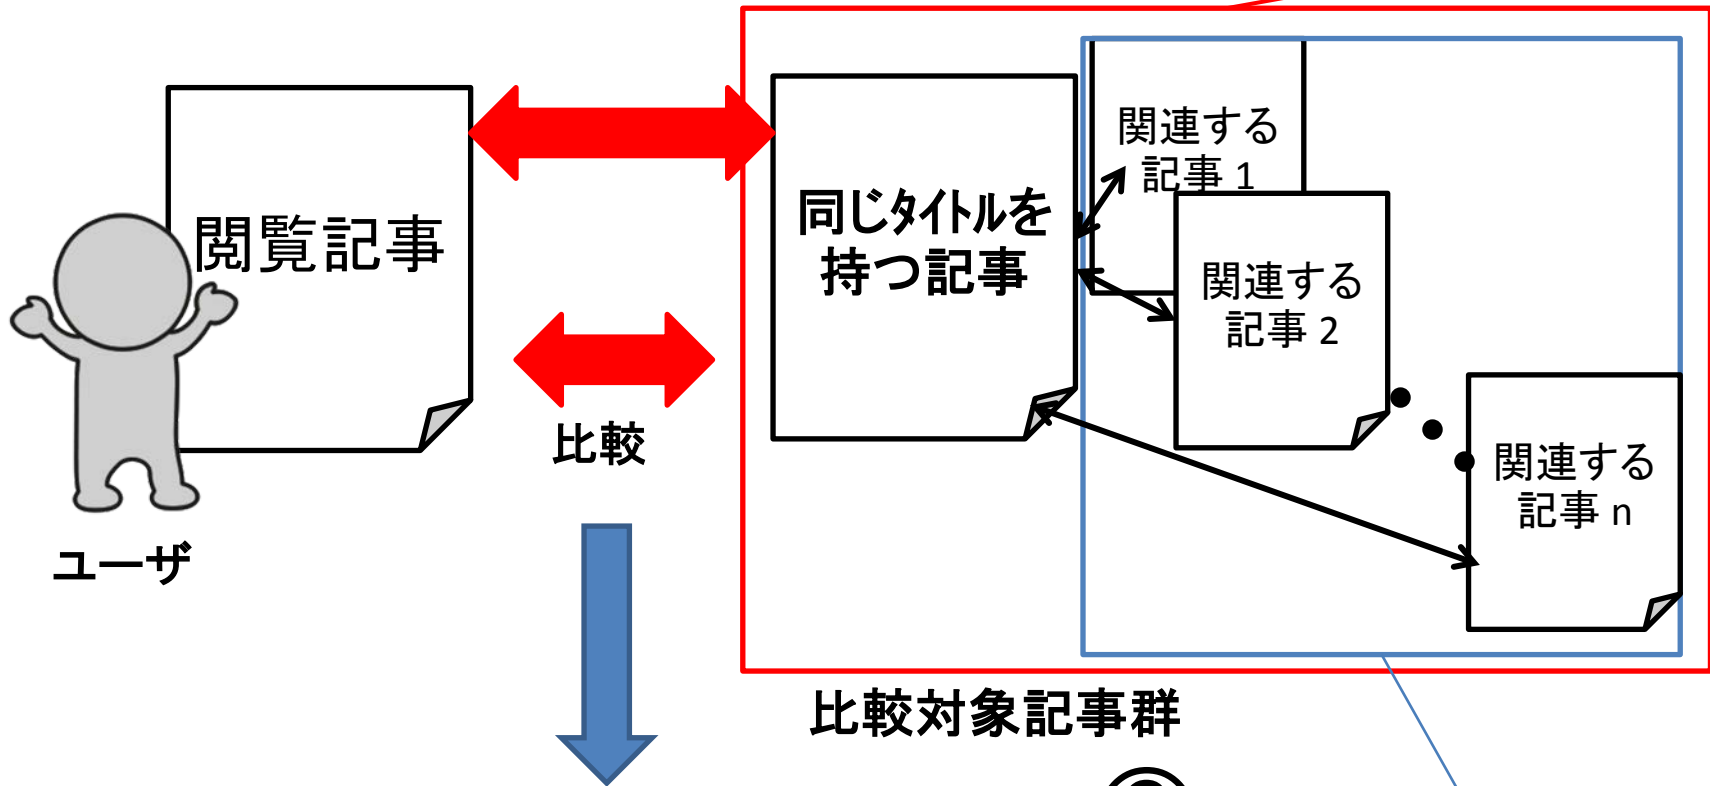 閲覧記事
ユーザ
比較
同じタイトルを
持つ記事
関連する
記事 1
関連する
記事 2
関連する
記事 n
比較対象記事群